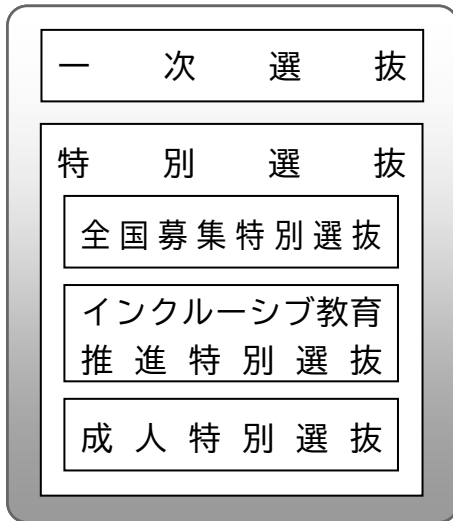 一次選抜
特別選抜
全国募集特別選抜
インクルーシブ教育
推進特別選抜
成人特別選抜